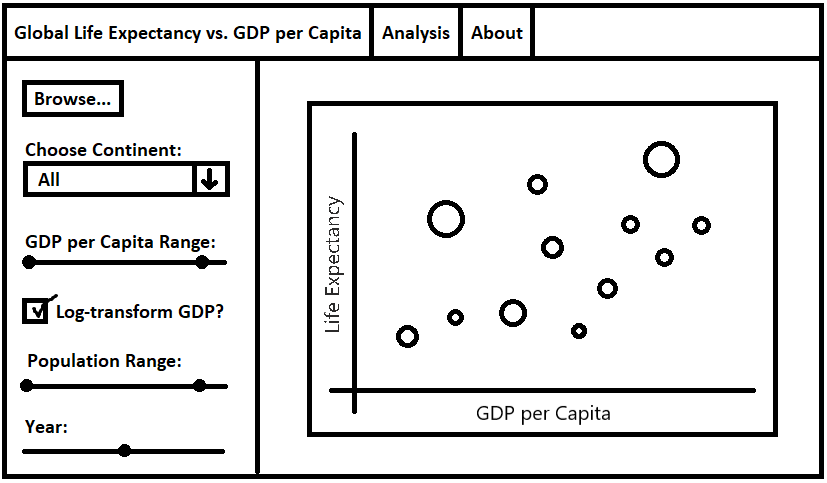 Global Life Expectancy vs. GDP per Capita
Analysis
About
Browse...
Choose Continent:
All
GDP per Capita Range:
Log-transform GDP?
Population Range:
Year:
Life Expectancy
GDP per Capita